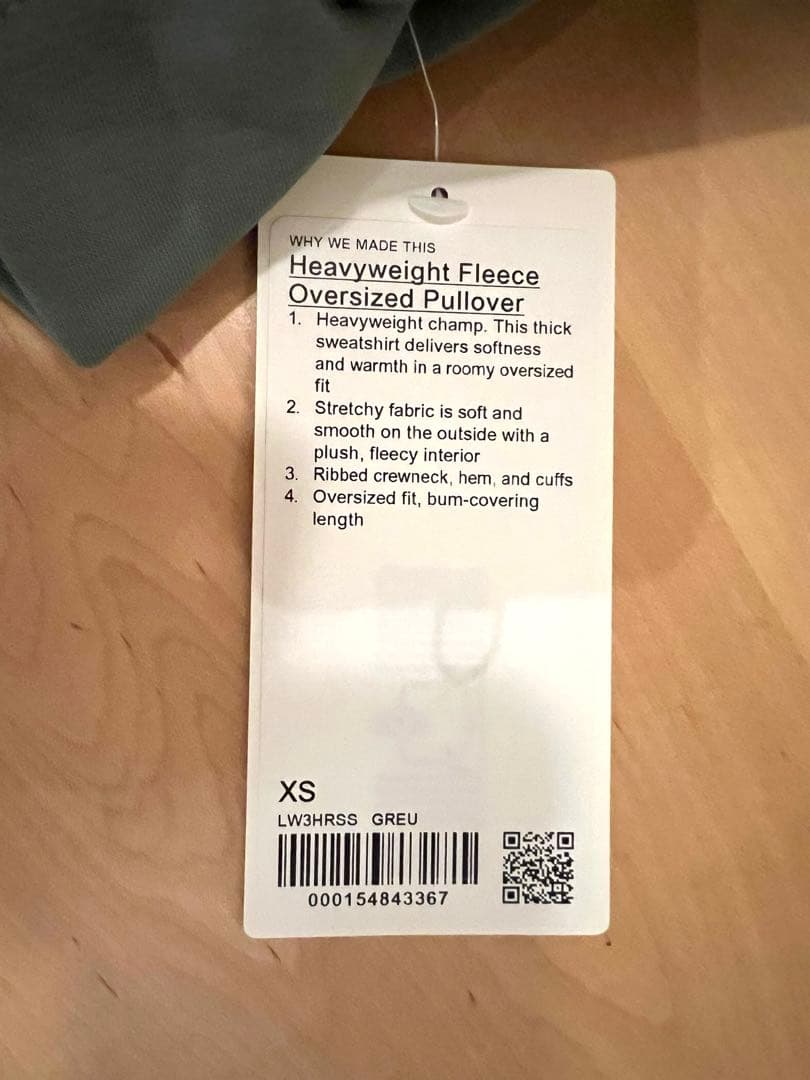 WHY WE MADE THIS
Heavyweight Fleece
Oversized Pullover
1. Heavyweight champ. This thick
sweatshirt delivers softness
and warmth in a roomy oversized
fit
2. Stretchy fabric is soft and
smooth on the outside with a
plush, fleecy interior
3. Ribbed crewneck, hem, and cuffs
4. Oversized fit, bum-covering
length
XS
LW3HRSS GREU
000154843367